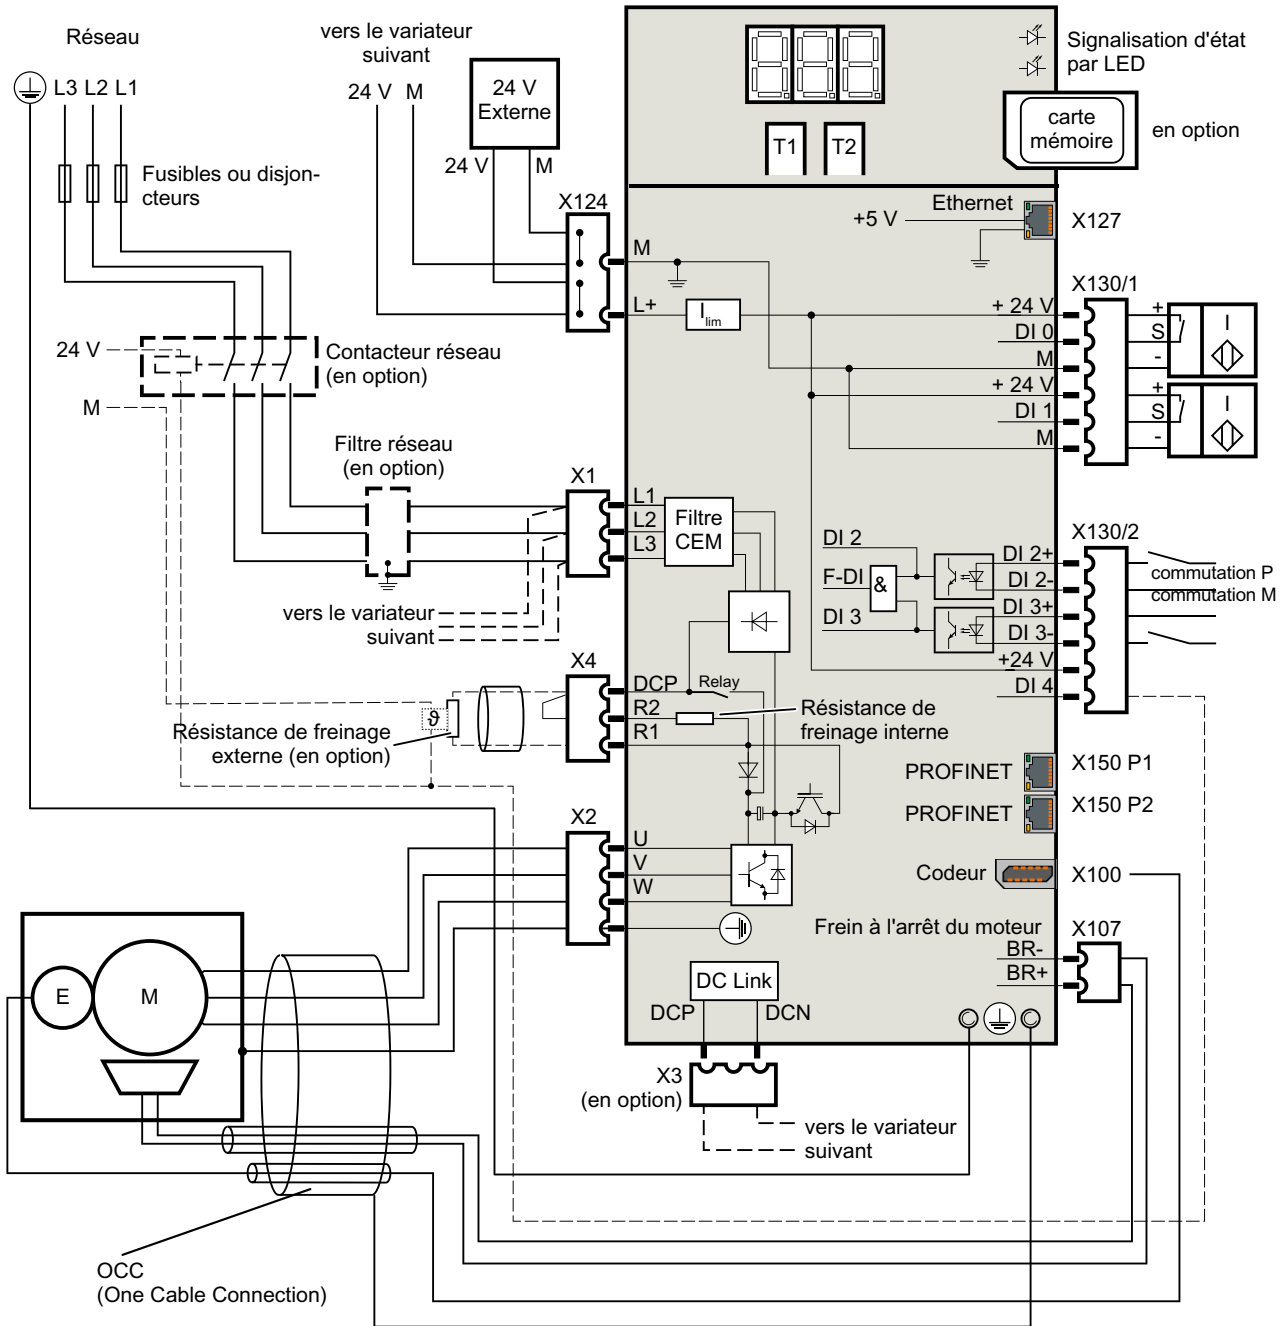 Réseau
L3 L2 L1
Fusibles ou disjon-
cteurs
vers le variateur
suivant
24 V M
24 V
Externe
24 V
M
X124
T1
T2
Signalisation d'état
par LED
carte
mémoire
en option
Ethernet
+5 V
X127
M
L+
Ilim
X130/1
+ 24 V
DI 0
M
+ 24 V
DI 1
M
+
S
-
I
+
S
-
I
24 V
Contacteur réseau
(en option)
M
Filtre réseau
(en option)
X1
L1
L2
L3
Filtre
CEM
vers le variateur
suivant
X130/2
DI 2
F-DI
&
DI 3
DI 2+
DI 2-
DI 3+
DI 3-
+24 V
DI 4
commutation P
commutation M
X4
DCP
Relay
R2
R1
Résistance de
freinage interne
ϑ
Résistance de freinage
externe (en option)
PROFINET
X150 P1
PROFINET
X150 P2
X2
U
V
W
Codeur
X100
Frein à l'arrêt du moteur
X107
BR-
BR+
E
M
DC Link
DCP
DCN
X3
(en option)
vers le variateur
suivant
OCC
(One Cable Connection)